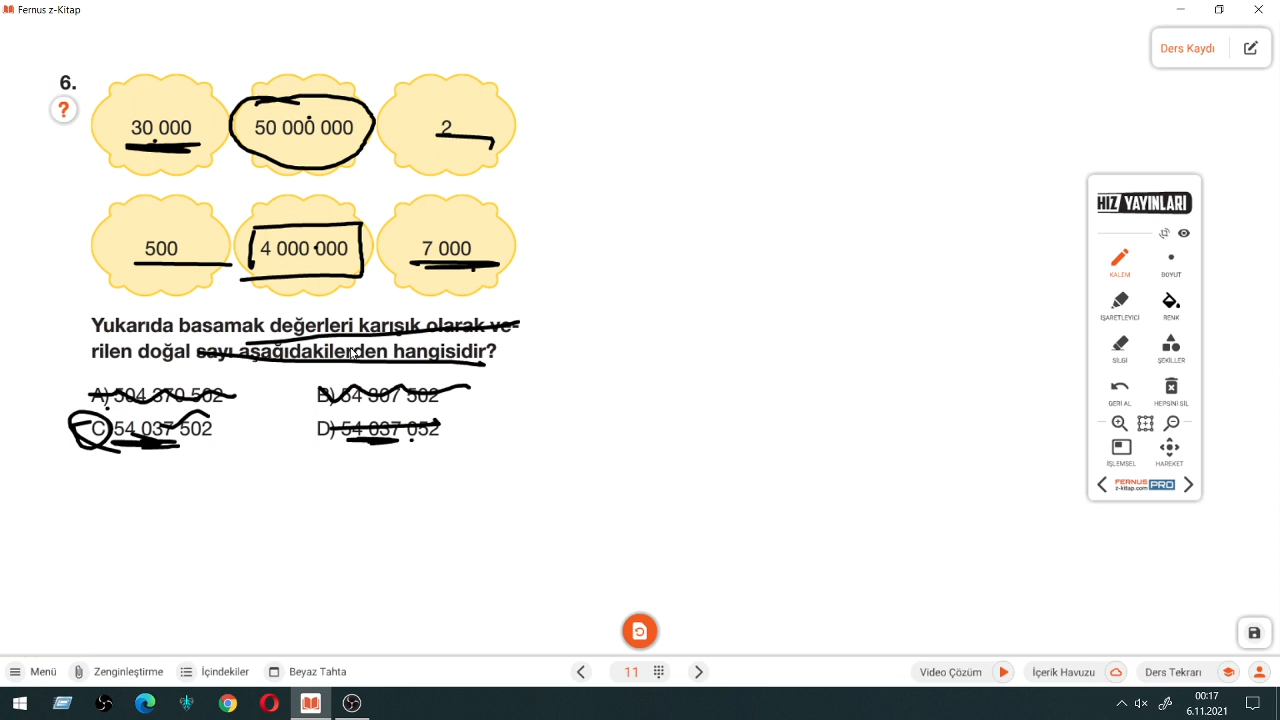 Fernus z-Kitap
Ders Kaydı
6.
?
30 000
50 000 000
2
500
4 000 000
7 000
Yukarıda basamak değerleri karışık olarak ve-
rilen doğal sayı aşağıdakilerden hangisidir?
A) 504 370 502
B) 54 307 502
C) 54 037 502
D) 54 037 052
HIZ YAYINLARI
KALEM
BOYUT
İŞARETLEYİCİ
RENK
SİLGİ
ŞEKİLLER
GERİ AL
HEPSİNİ SİL
İŞLEMSEL
HAREKET
FERNUS
z-kitap.com PRO
Menü
Zenginleştirme
İçindekiler
Beyaz Tahta
11
Video Çözüm
İçerik Havuzu
Ders Tekrarı
00:17
6.11.2021